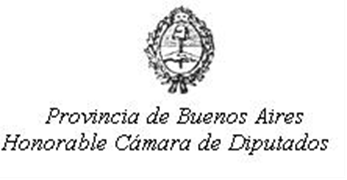 Provincia de Buenos Aires
Honorable Cámara de Diputados